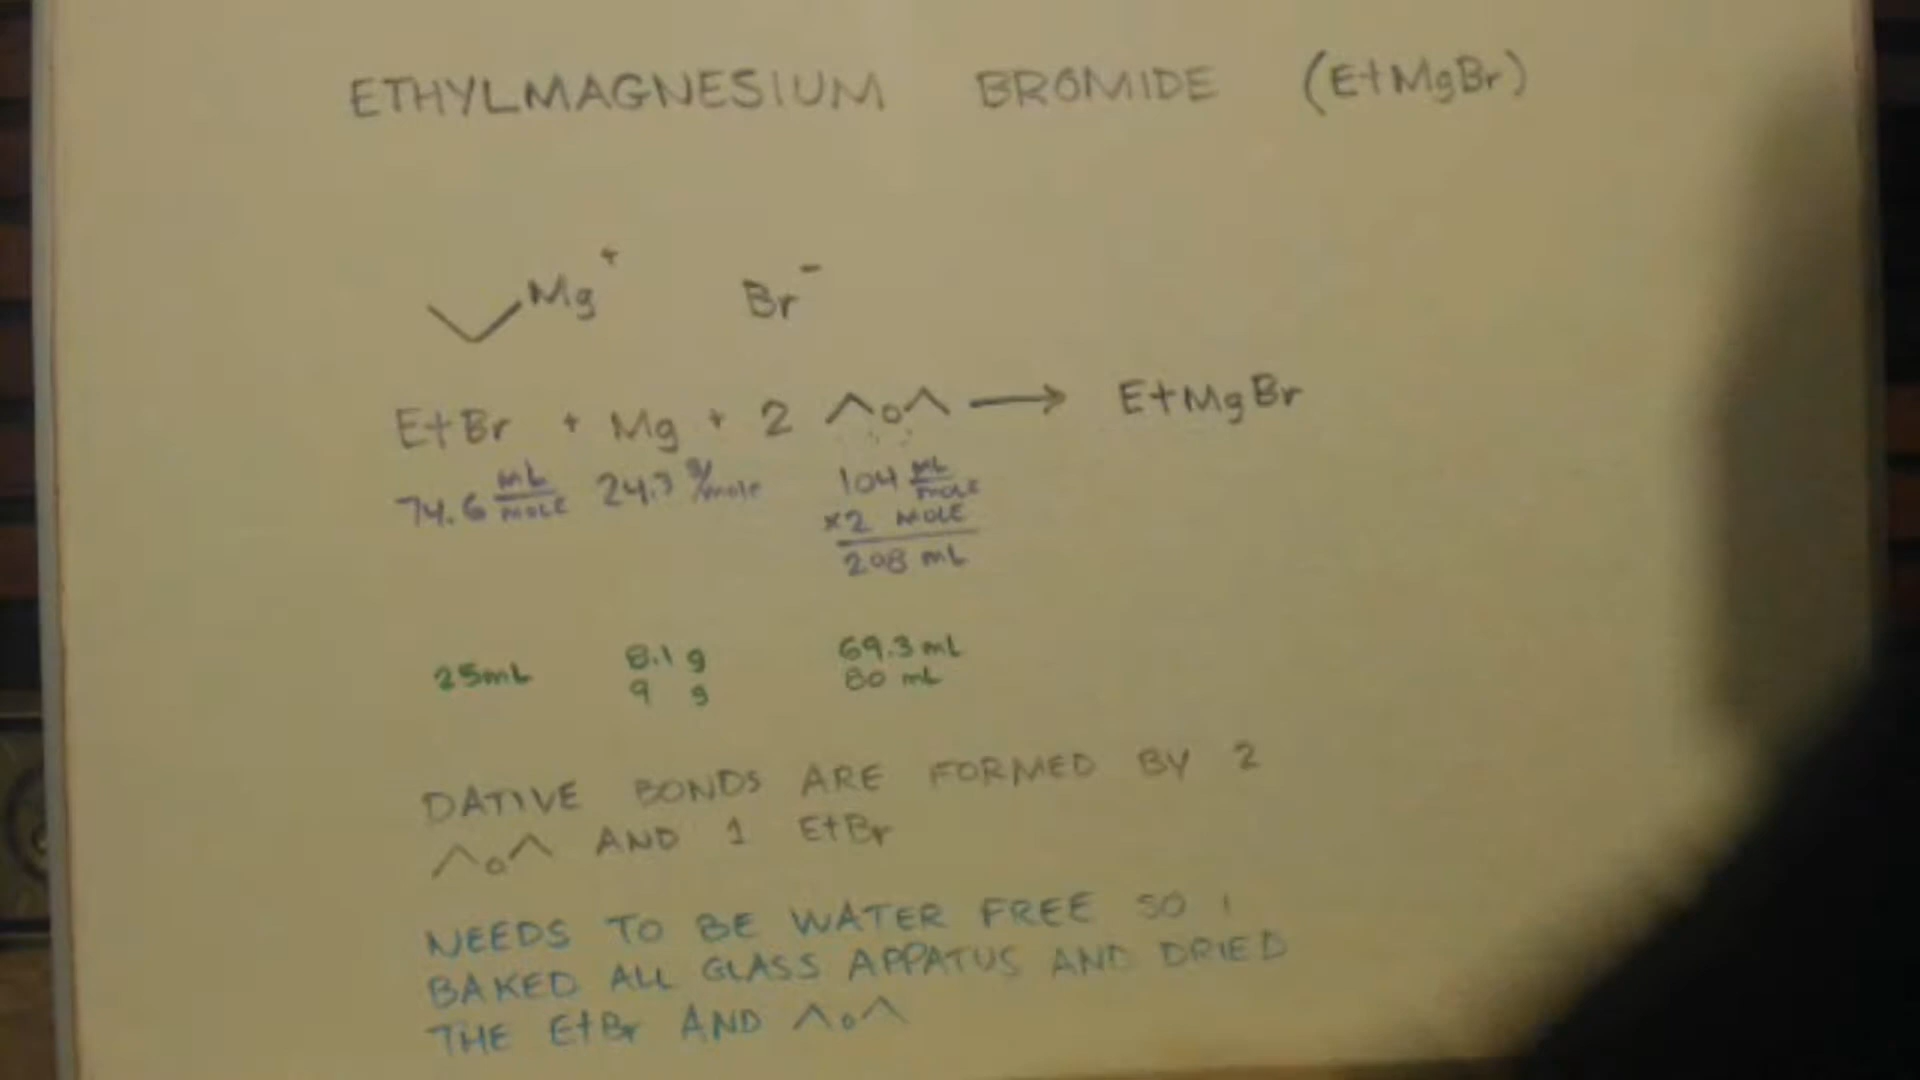 ETHYLMAGNESIUM BROMIDE (EtMgBr)
Mg+ Br-
EtBr + Mg + 2 o → EtMgBr
74.6 mL/MOLE 24.3 g/mole 104 mL/MOLE
x2 MOLE
208 mL
25mL 8.1 g 69.3 mL
9 g 80 mL
DATIVE BONDS ARE FORMED BY 2
o AND 1 EtBr
NEEDS TO BE WATER FREE SO I
BAKED ALL GLASS APPATUS AND DRIED
THE EtBr AND o